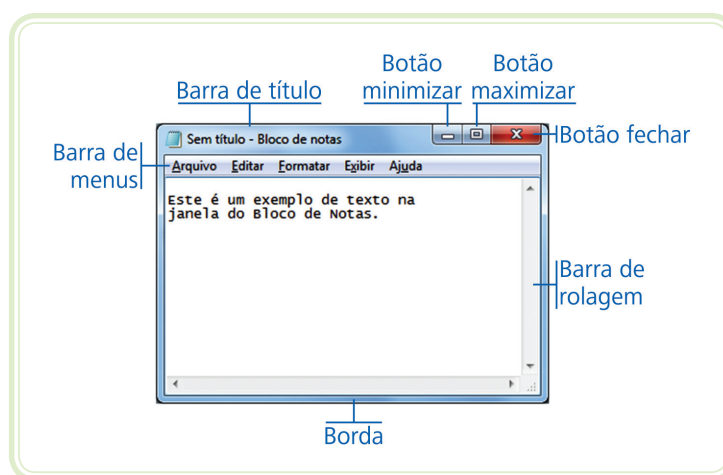 Botão
minimizar
Botão
maximizar
Barra de título
Sem título - Bloco de notas
Botão fechar
Barra de
menus
Arquivo Editar Formatar Exibir Ajuda
Este é um exemplo de texto na
janela do Bloco de Notas.
Barra de
rolagem
Borda